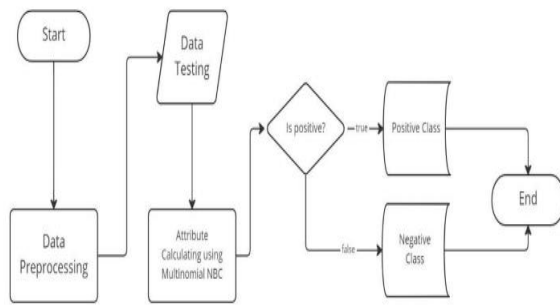 Start
Data
Preprocessing
Data
Testing
Attribute
Calculating using
Multinomial NBC
Is positive?
true
Positive Class
false
Negative
Class
End